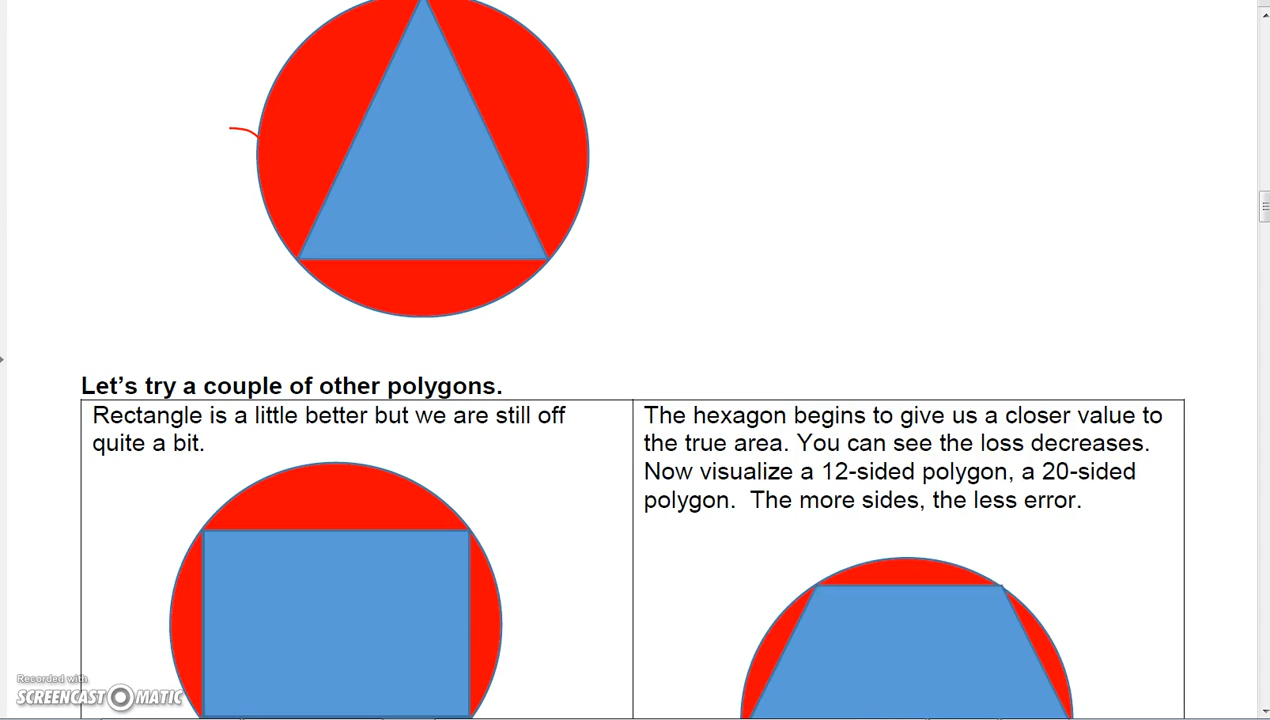 Let's try a couple of other polygons.
Rectangle is a little better but we are still off
quite a bit.
The hexagon begins to give us a closer value to
the true area. You can see the loss decreases.
Now visualize a 12-sided polygon, a 20-sided
polygon.  The more sides, the less error.
Recorded with
SCREENCAST MATIC